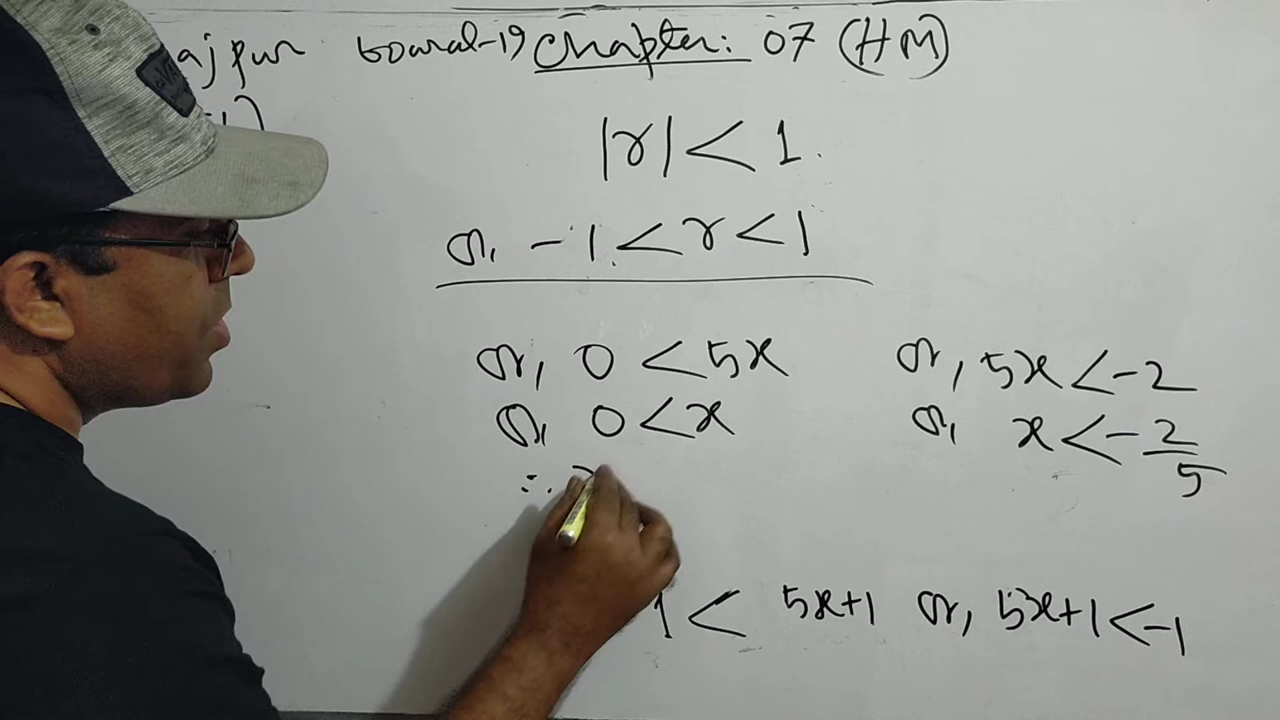 ajpur board-19 Chapter: 07 (HM)
|r| < 1.
or, -1 < r < 1
or, 0 < 5x or, 5x < -2
or, 0 < x or, x < -2/5
∴
1 < 5x+1 or, 5x+1 < -1